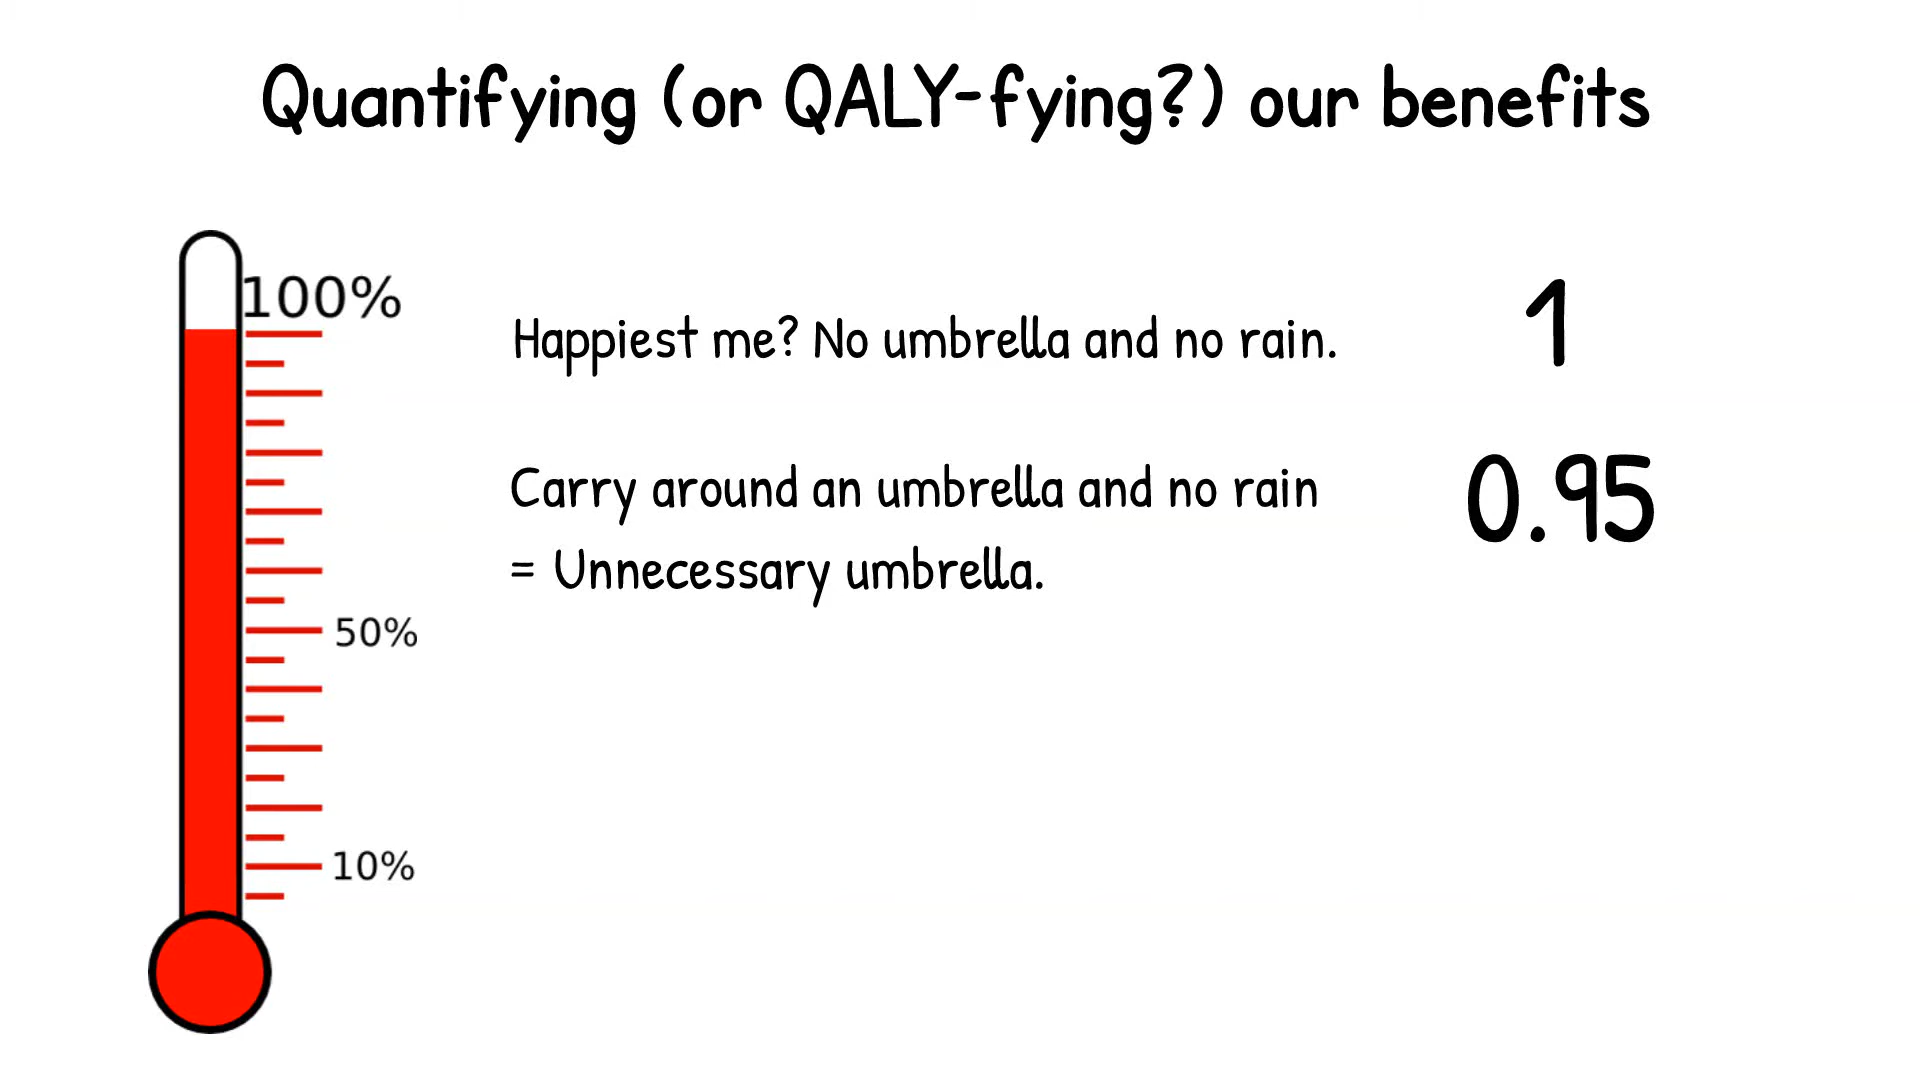 Quantifying (or QALY-fying?) our benefits
100%
Happiest me? No umbrella and no rain.
1
Carry around an umbrella and no rain
0.95
= Unnecessary umbrella.
50%
10%